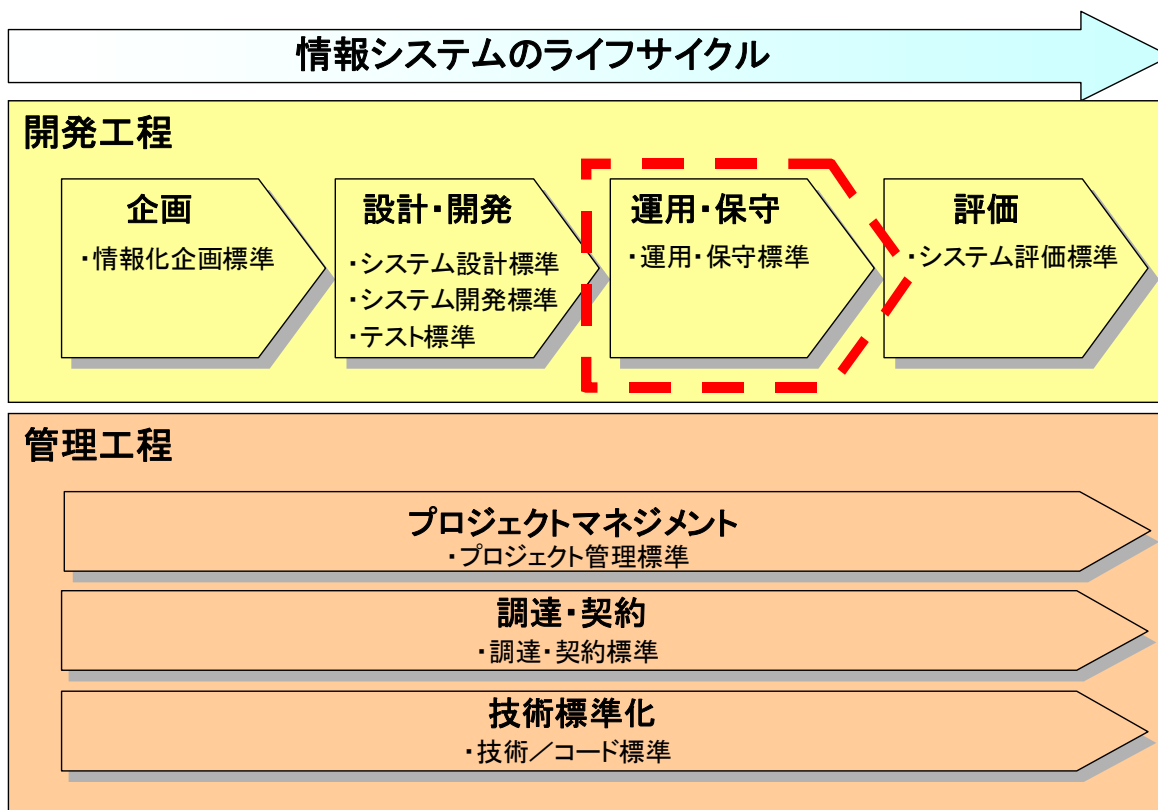 情報システムのライフサイクル
開発工程
企画
・情報化企画標準
設計・開発
・システム設計標準
・システム開発標準
・テスト標準
運用・保守
・運用・保守標準
評価
・システム評価標準
管理工程
プロジェクトマネジメント
・プロジェクト管理標準
調達・契約
・調達・契約標準
技術標準化
・技術／コード標準